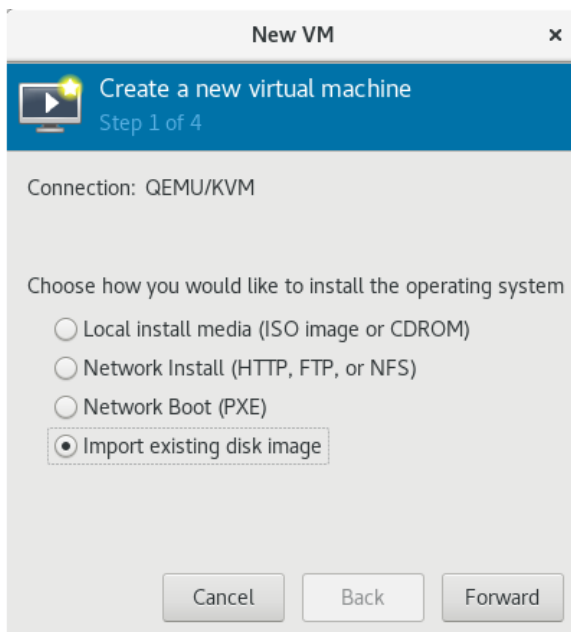 New VM
Create a new virtual machine
Step 1 of 4
Connection: QEMU/KVM
Choose how you would like to install the operating system
Local install media (ISO image or CDROM)
Network Install (HTTP, FTP, or NFS)
Network Boot (PXE)
Import existing disk image
Cancel Back Forward